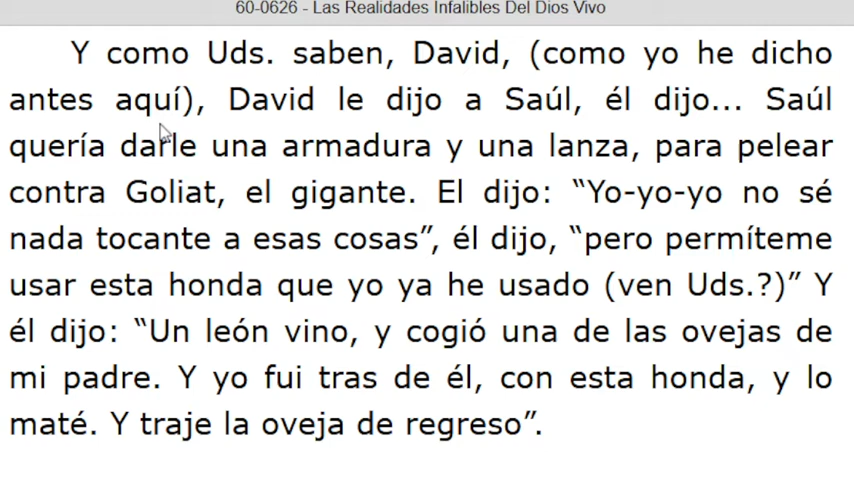 60-0626 - Las Realidades Infalibles Del Dios Vivo
Y como Uds. saben, David, (como yo he dicho
antes aquí), David le dijo a Saúl, él dijo... Saúl
quería darle una armadura y una lanza, para pelear
contra Goliat, el gigante. El dijo: “Yo-yo-yo no sé
nada tocante a esas cosas”, él dijo, “pero permíteme
usar esta honda que yo ya he usado (ven Uds.?)” Y
él dijo: “Un león vino, y cogió una de las ovejas de
mi padre. Y yo fui tras de él, con esta honda, y lo
maté. Y traje la oveja de regreso”.